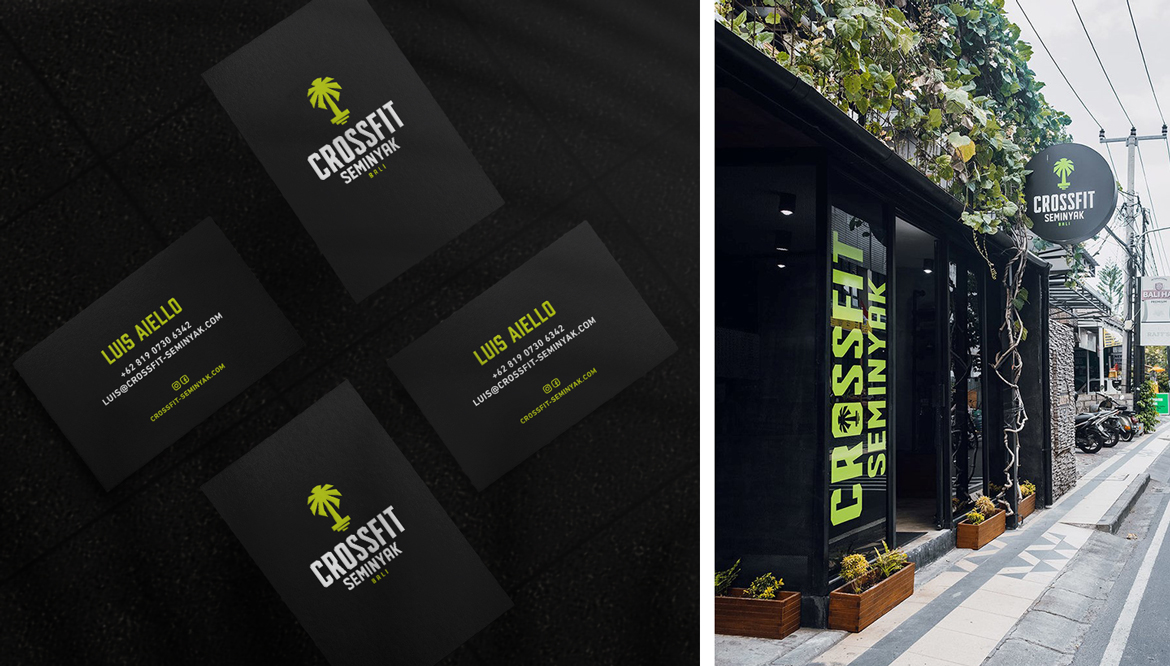 CROSSFIT
SEMINYAK
BALI
LUIS AIELLO
+62 819 0730 6342
LUIS@CROSSFIT-SEMINYAK.COM
CROSSFIT-SEMINYAK.COM
LUIS AIELLO
+62 819 0730 6342
LUIS@CROSSFIT-SEMINYAK.COM
CROSSFIT-SEMINYAK.COM
CROSSFIT
SEMINYAK
BALI
CROSSFIT
SEMINYAK
CROSSFIT
SEMINYAK
BALI
BALI HA